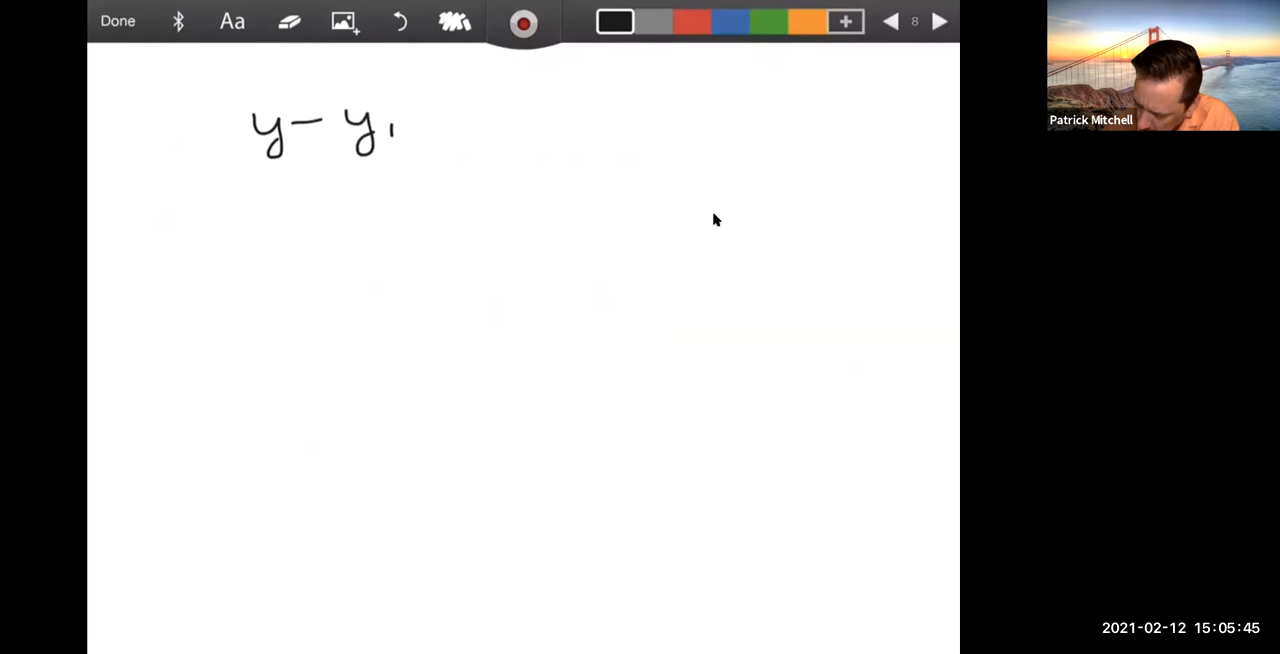 Done Aa 8
Patrick Mitchell
y - y₁
2021-02-12 15:05:45